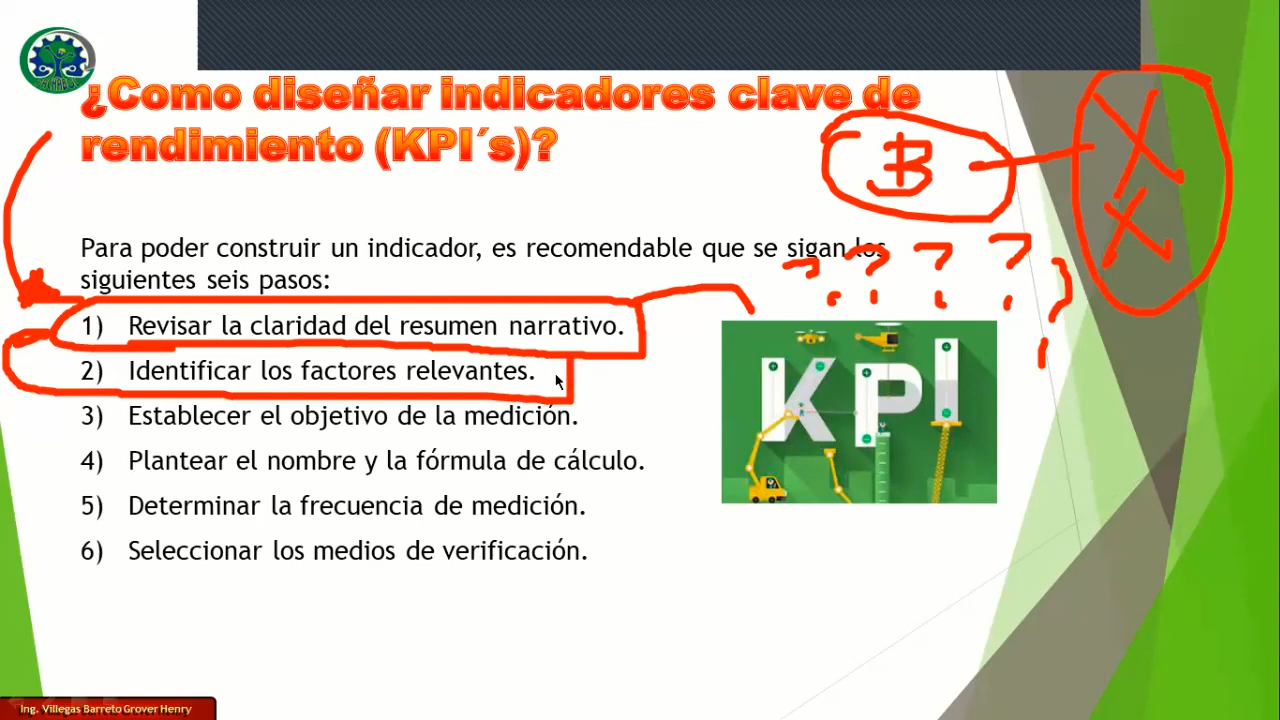 ¿Como diseñar indicadores clave de
rendimiento (KPI´s)?
B
X
X
Para poder construir un indicador, es recomendable que se sigan los
siguientes seis pasos:
? ? ? ? ?
1) Revisar la claridad del resumen narrativo.
2) Identificar los factores relevantes.
3) Establecer el objetivo de la medición.
4) Plantear el nombre y la fórmula de cálculo.
5) Determinar la frecuencia de medición.
6) Seleccionar los medios de verificación.
KPI
Ing. Villegas Barreto Grover Henry